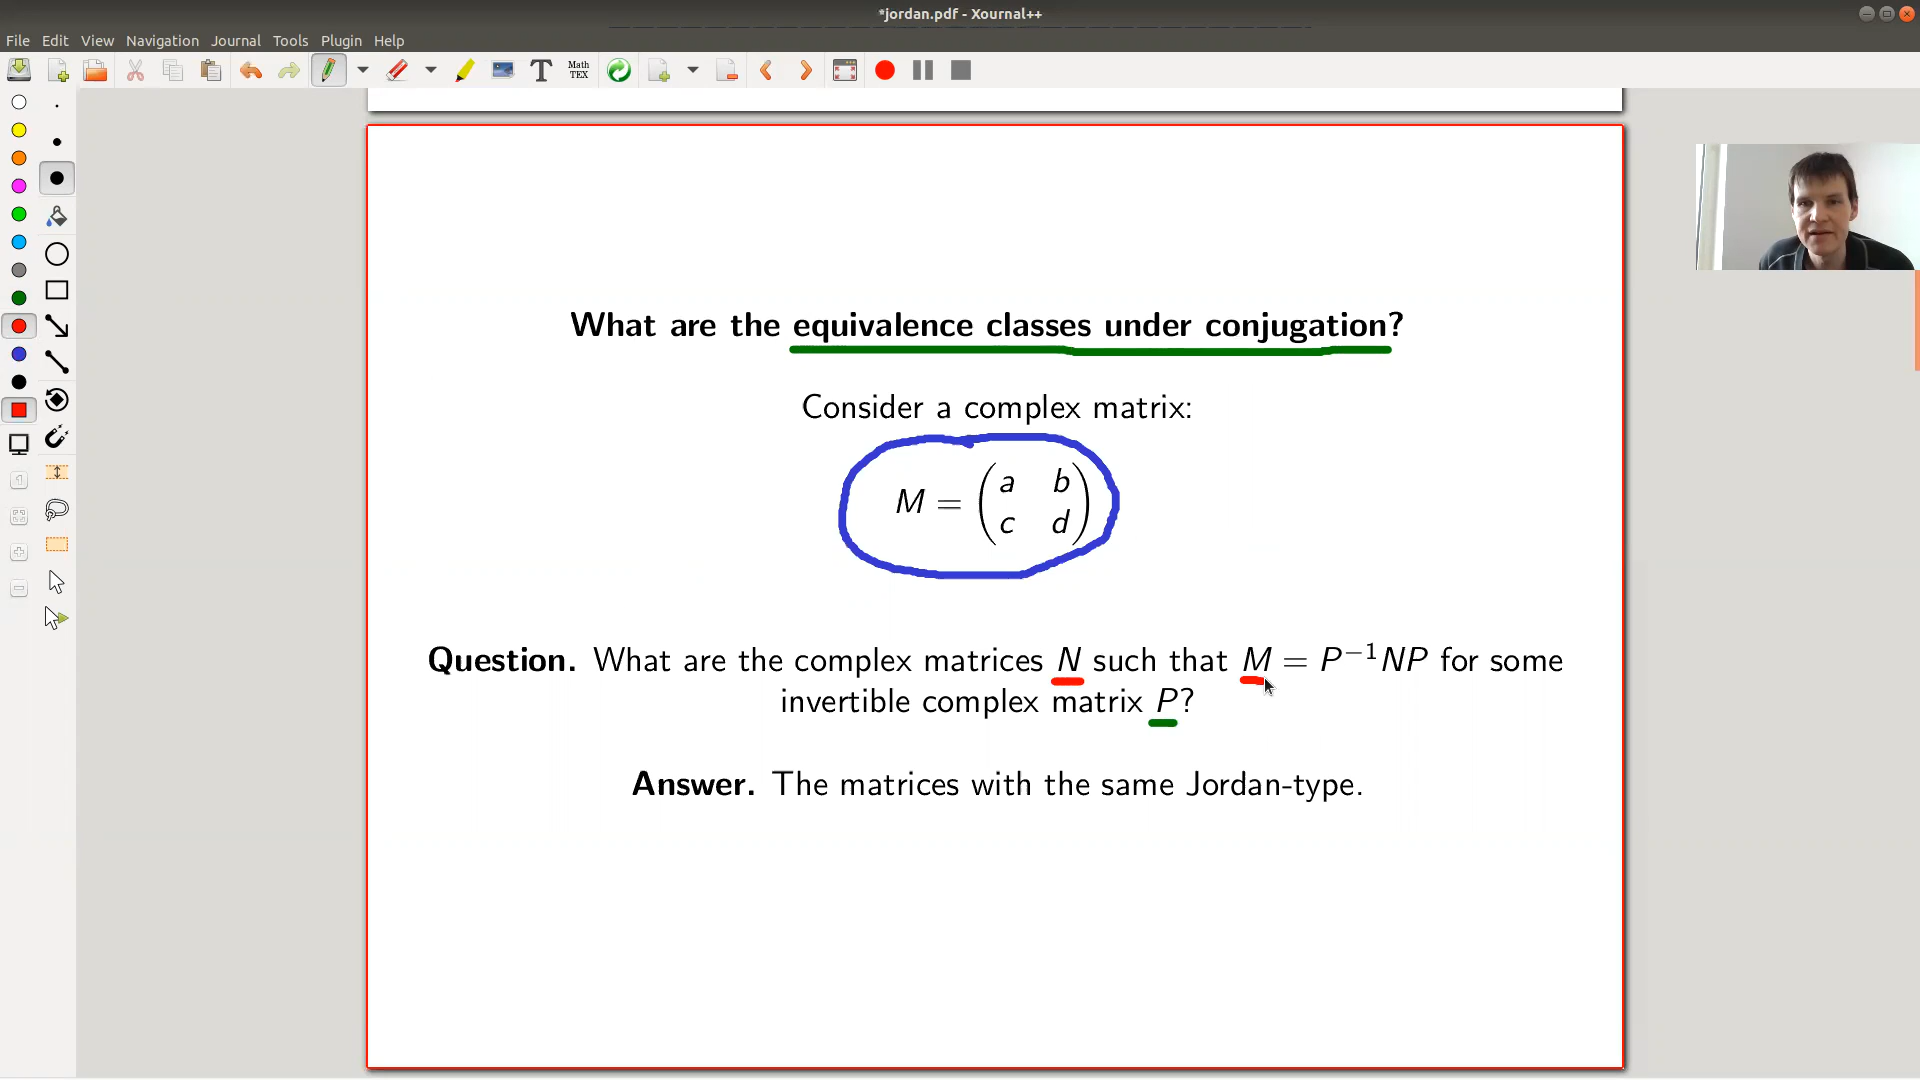 *jordan.pdf - Xournal++
File Edit View Navigation Journal Tools Plugin Help
T Math TEX
What are the equivalence classes under conjugation?
Consider a complex matrix:
M = (a b
c d)
Question. What are the complex matrices N such that M = P⁻¹NP for some
invertible complex matrix P?
Answer. The matrices with the same Jordan-type.